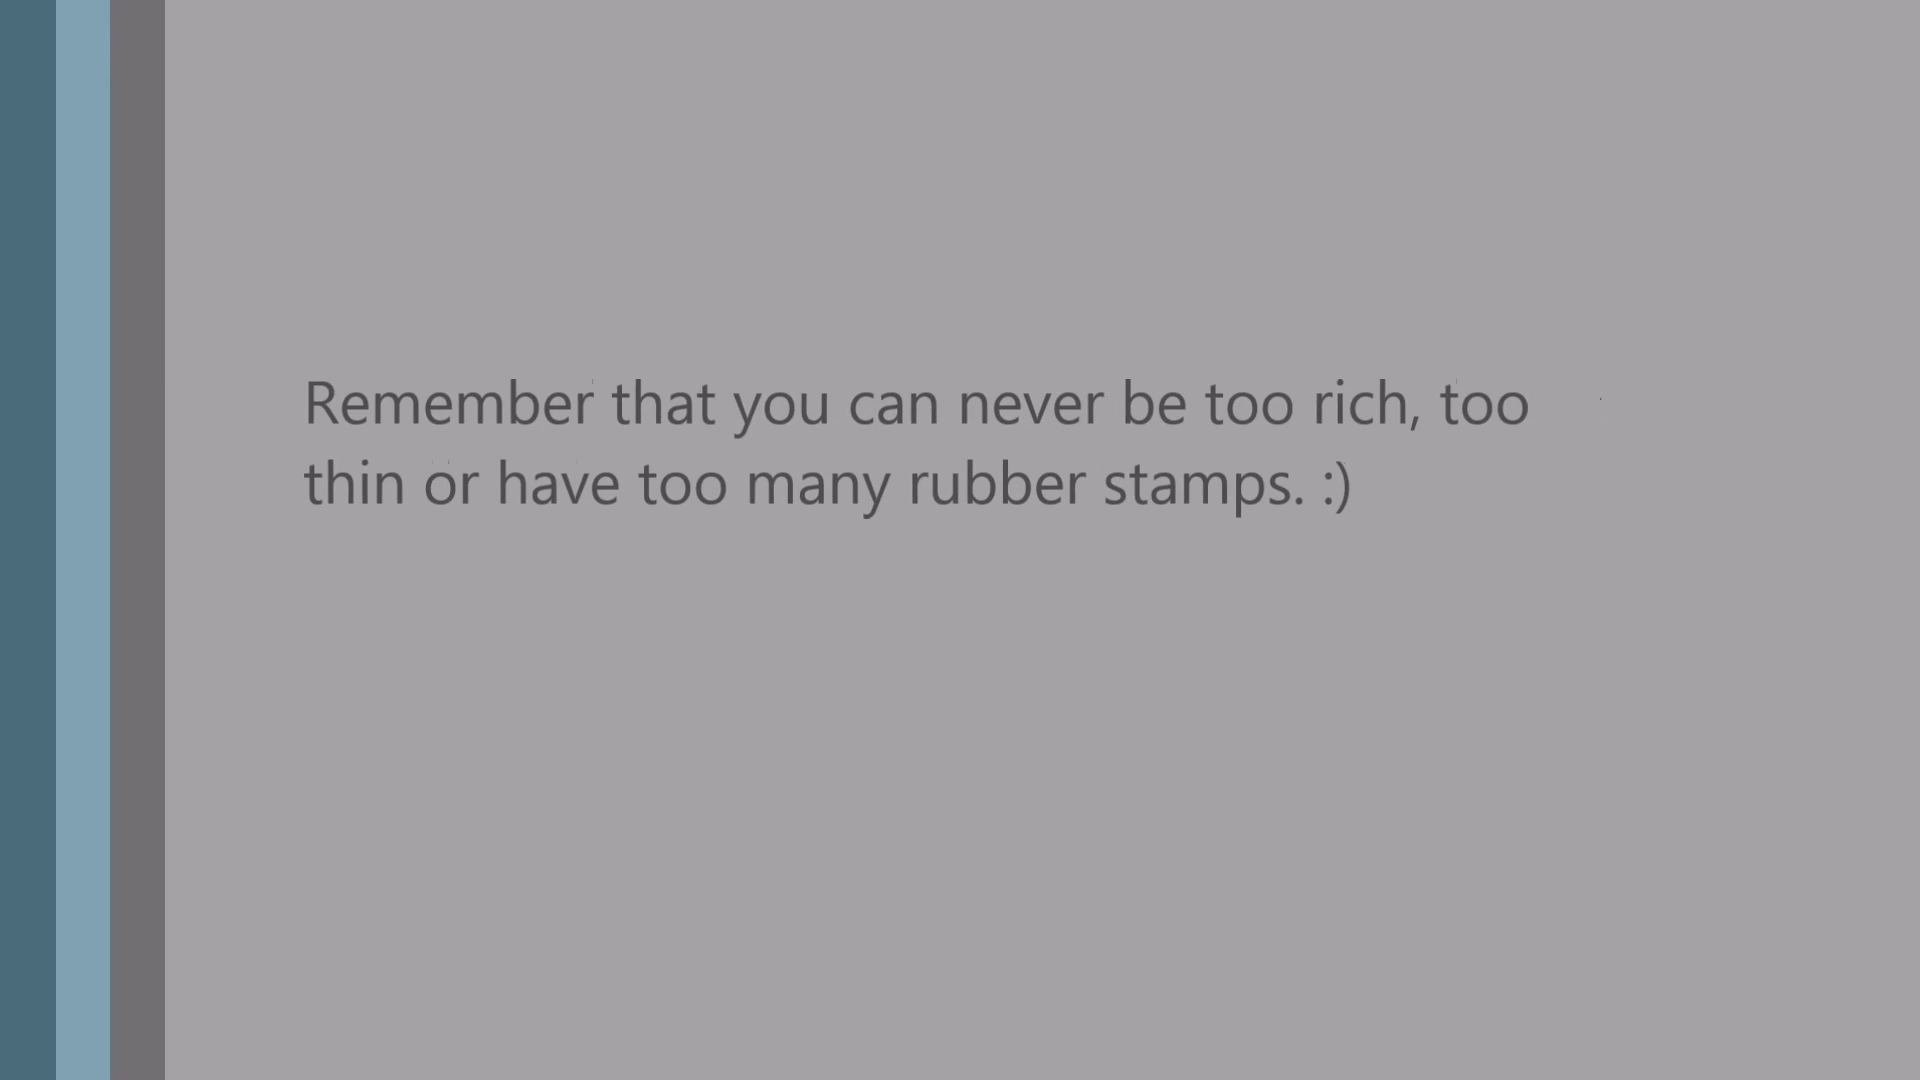 Remember that you can never be too rich, too
thin or have too many rubber stamps. :)